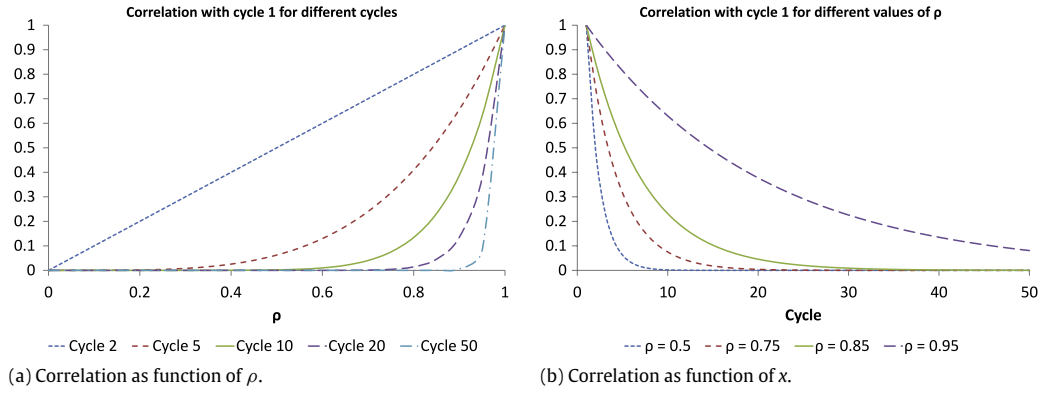 Correlation with cycle 1 for different cycles
1
0.9
0.8
0.7
0.6
0.5
0.4
0.3
0.2
0.1
0
0 0.2 0.4 0.6 0.8 1
ρ
Cycle 2 Cycle 5 Cycle 10 Cycle 20 Cycle 50
(a) Correlation as function of ρ.
Correlation with cycle 1 for different values of ρ
1
0.9
0.8
0.7
0.6
0.5
0.4
0.3
0.2
0.1
0
0 10 20 30 40 50
Cycle
ρ = 0.5 ρ = 0.75 ρ = 0.85 ρ = 0.95
(b) Correlation as function of x.